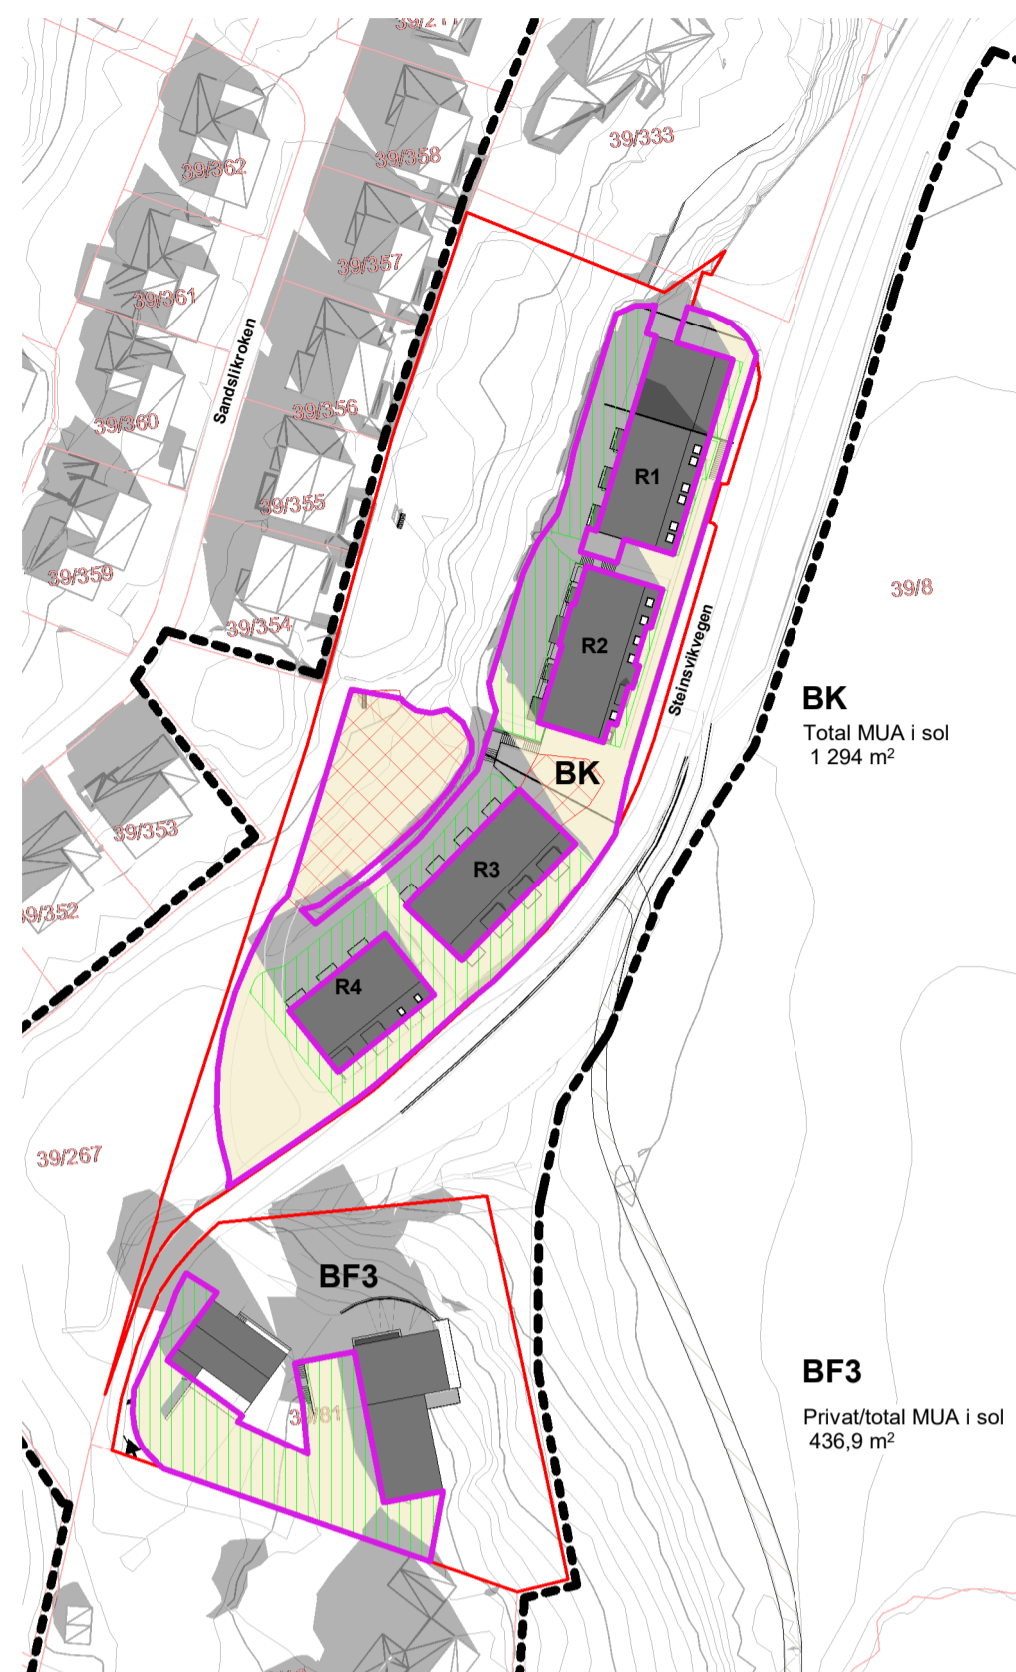 39/211
39/333
39/362
39/358
39/357
39/361
Sandslikroken
39/356
39/360
R1
39/355
39/359
39/8
39/354
R2
Steinsvikvegen
BK
Total MUA i sol
1 294 m²
BK
39/353
R3
39/352
R4
39/267
BF3
BF3
Privat/total MUA i sol
436,9 m²